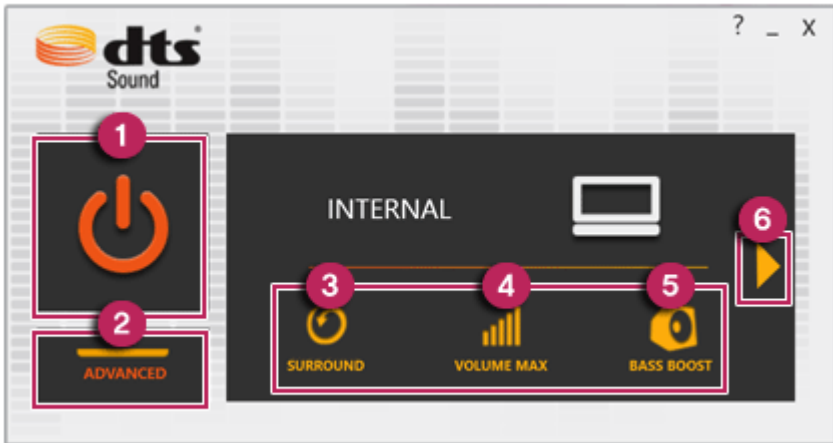 dts
Sound
? _ X
1
INTERNAL
6
2
ADVANCED
3 4 5
SURROUND VOLUME MAX BASS BOOST